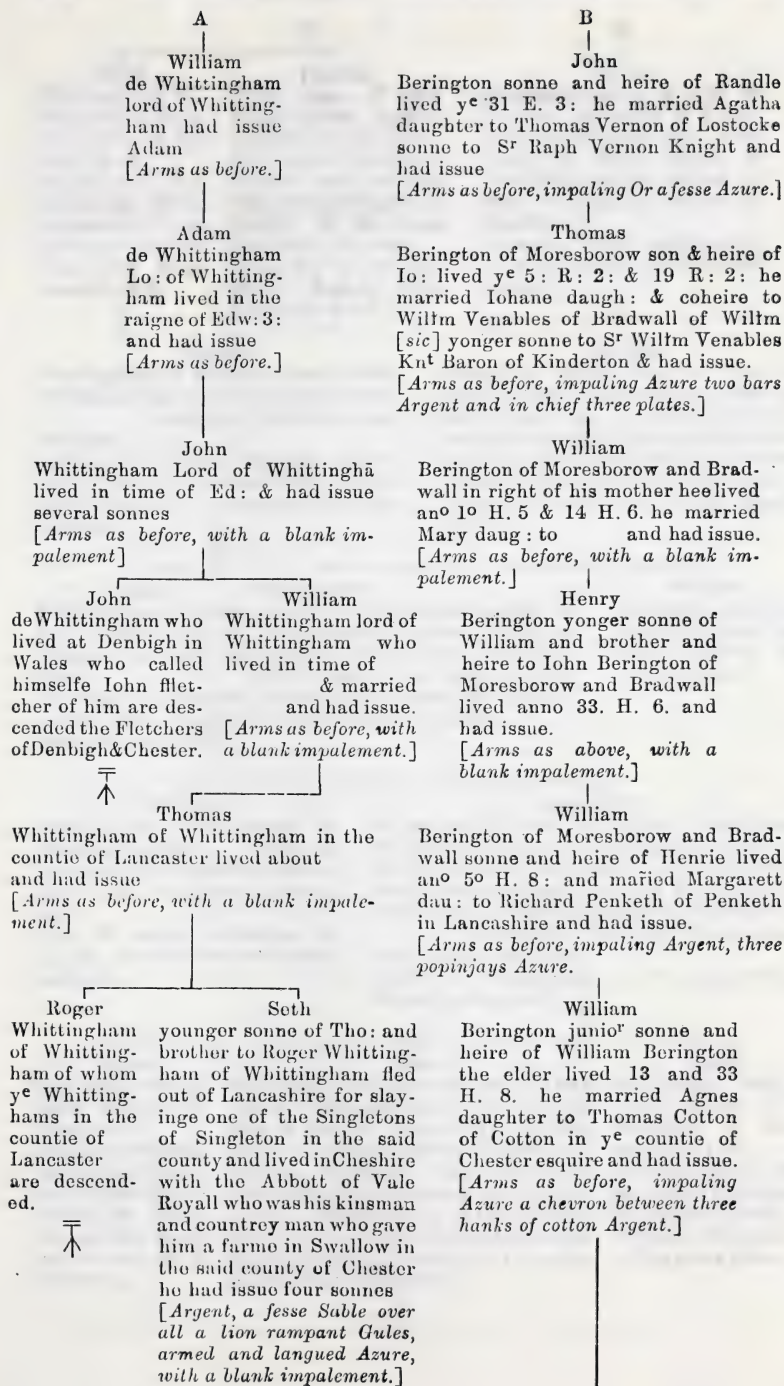 A
William
de Whittingham
lord of Whitting-
ham had issue
Adam
[Arms as before.]
Adam
de Whittingham
Lo: of Whitting-
ham lived in the
raigne of Edw: 3:
and had issue
[Arms as before.]
John
Whittingham Lord of Whittinghā
lived in time of Ed: & had issue
several sonnes
[Arms as before, with a blank im-
palement]
John
de Whittingham who
lived at Denbigh in
Wales who called
himselfe Iohn fflet-
cher of him are des-
cended the Fletchers
of Denbigh & Chester.
William
Whittingham lord of
Whittingham who
lived in time of
& married
and had issue.
[Arms as before, with
a blank impalement.]
Thomas
Whittingham of Whittingham in the
countie of Lancaster lived about
and had issue
[Arms as before, with a blank impale-
ment.]
Roger
Whittingham
of Whitting-
ham of whom
yᵉ Whitting-
hams in the
countie of
Lancaster
are descend-
ed.
Seth
younger sonne of Tho: and
brother to Roger Whitting-
ham of Whittingham fled
out of Lancashire for slay-
inge one of the Singletons
of Singleton in the said
county and lived in Cheshire
with the Abbott of Vale
Royall who was his kinsman
and countrey man who gave
him a farme in Swallow in
the said county of Chester
he had issue four sonnes
[Argent, a fesse Sable over
all a lion rampant Gules,
armed and langued Azure,
with a blank impalement.]
B
John
Berington sonne and heire of Randle
lived yᵉ 31 E. 3: he married Agatha
daughter to Thomas Vernon of Lostocke
sonne to Sʳ Raph Vernon Knight and
had issue
[Arms as before, impaling Or a fesse Azure.]
Thomas
Berington of Moresborow son & heire of
Io: lived yᵉ 5: R: 2: & 19 R: 2: he
married Iohane daugh: & coheire to
Wiłłm Venables of Bradwall of Wiłłm
[sic] yonger sonne to Sʳ Wiłłm Venables
Knᵗ Baron of Kinderton & had issue.
[Arms as before, impaling Azure two bars
Argent and in chief three plates.]
William
Berington of Moresborow and Brad-
wall in right of his mother hee lived
anº 1º H. 5 & 14 H. 6. he married
Mary daug : to and had issue.
[Arms as before, with a blank im-
palement.]
Henry
Berington yonger sonne of
William and brother and
heire to Iohn Berington of
Moresborow and Bradwall
lived anno 33. H. 6. and
had issue.
[Arms as above, with a
blank impalement.]
William
Berington of Moresborow and Brad-
wall sonne and heire of Henrie lived
anº 5º H. 8: and mar̃ied Margarett
dau: to Richard Penketh of Penketh
in Lancashire and had issue.
[Arms as before, impaling Argent, three
popinjays Azure.
William
Berington juniorʳ sonne and
heire of William Berington
the elder lived 13 and 33
H. 8. he married Agnes
daughter to Thomas Cotton
of Cotton in yᵉ countie of
Chester esquire and had issue.
[Arms as before, impaling
Azure a chevron between three
hanks of cotton Argent.]